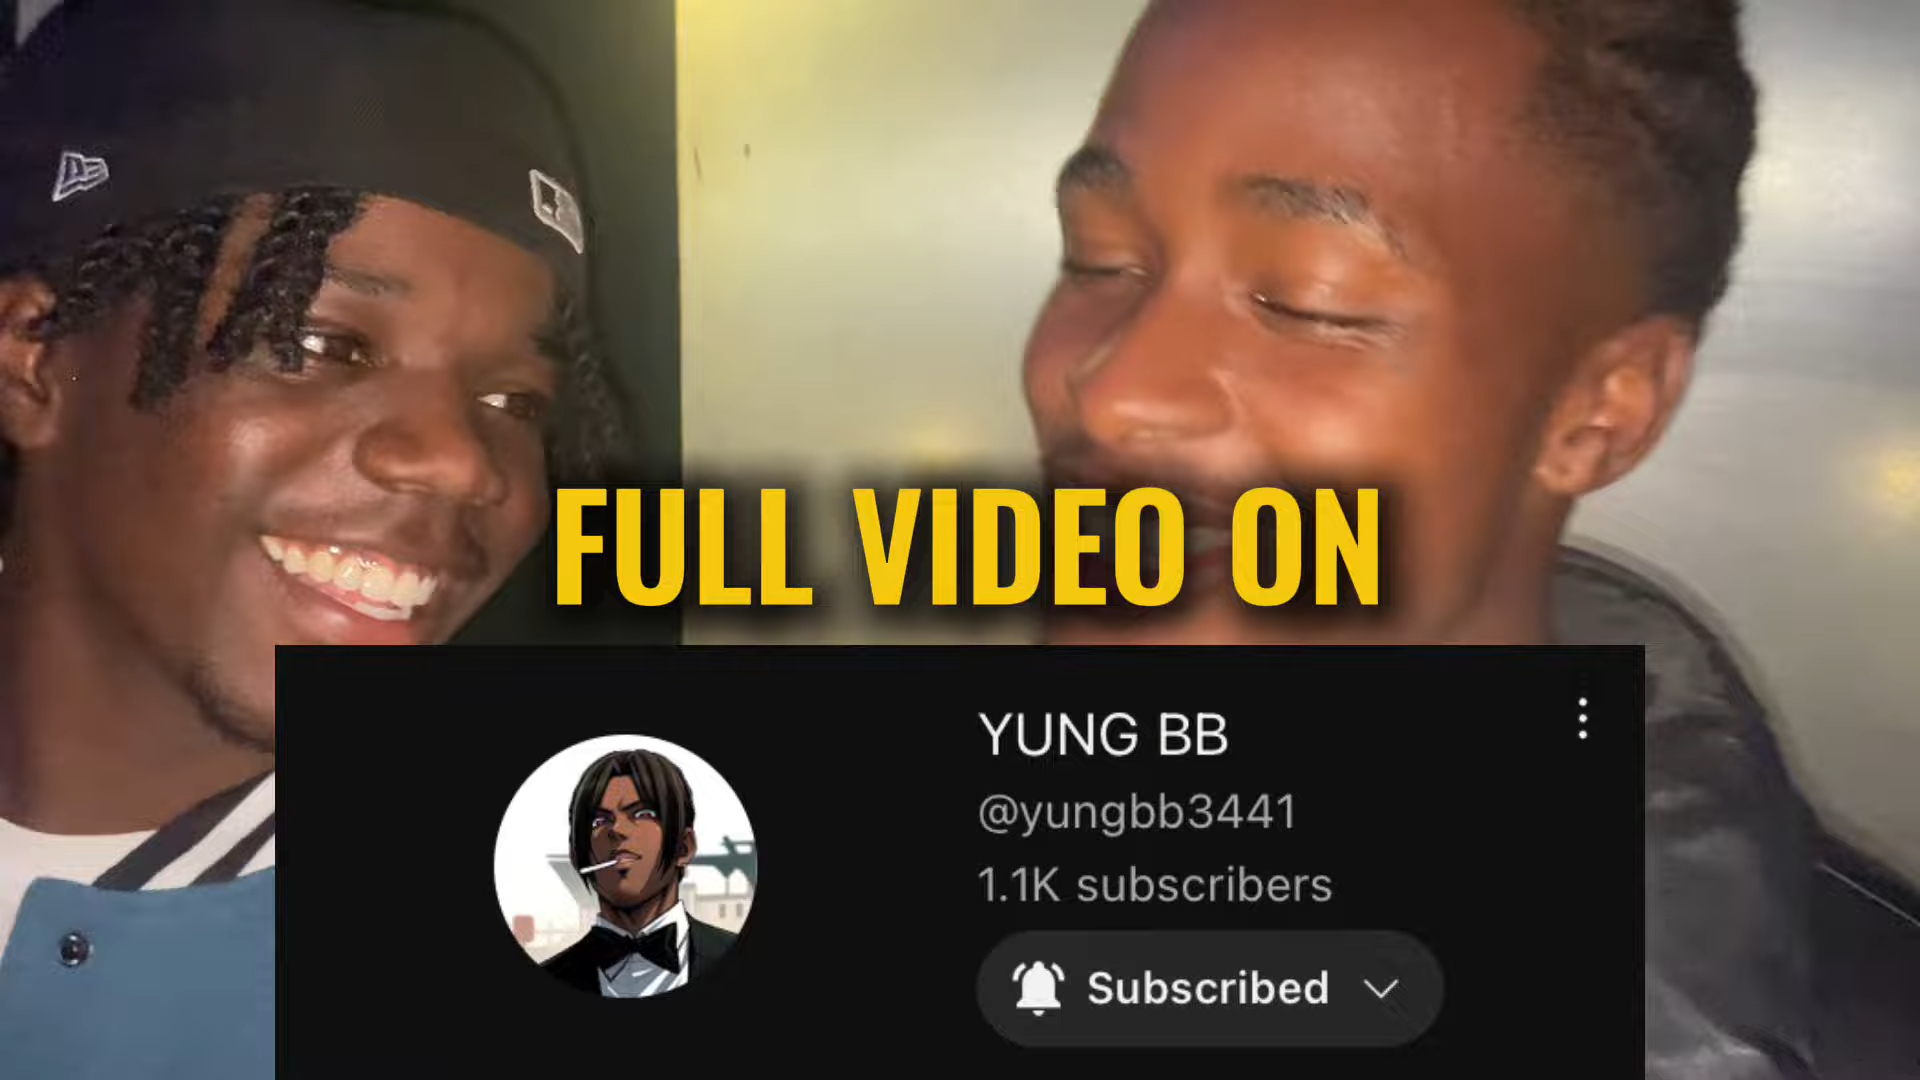 FULL VIDEO ON
YUNG BB
@yungbb3441
1.1K subscribers
Subscribed